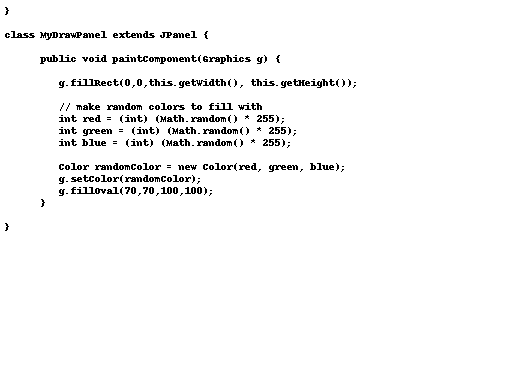 }
class MyDrawPanel extends JPanel {
public void paintComponent(Graphics g) {
g.fillRect(0,0,this.getWidth(), this.getHeight());
// make random colors to fill with
int red = (int) (Math.random() * 255);
int green = (int) (Math.random() * 255);
int blue = (int) (Math.random() * 255);
Color randomColor = new Color(red, green, blue);
g.setColor(randomColor);
g.fillOval(70,70,100,100);
}
}